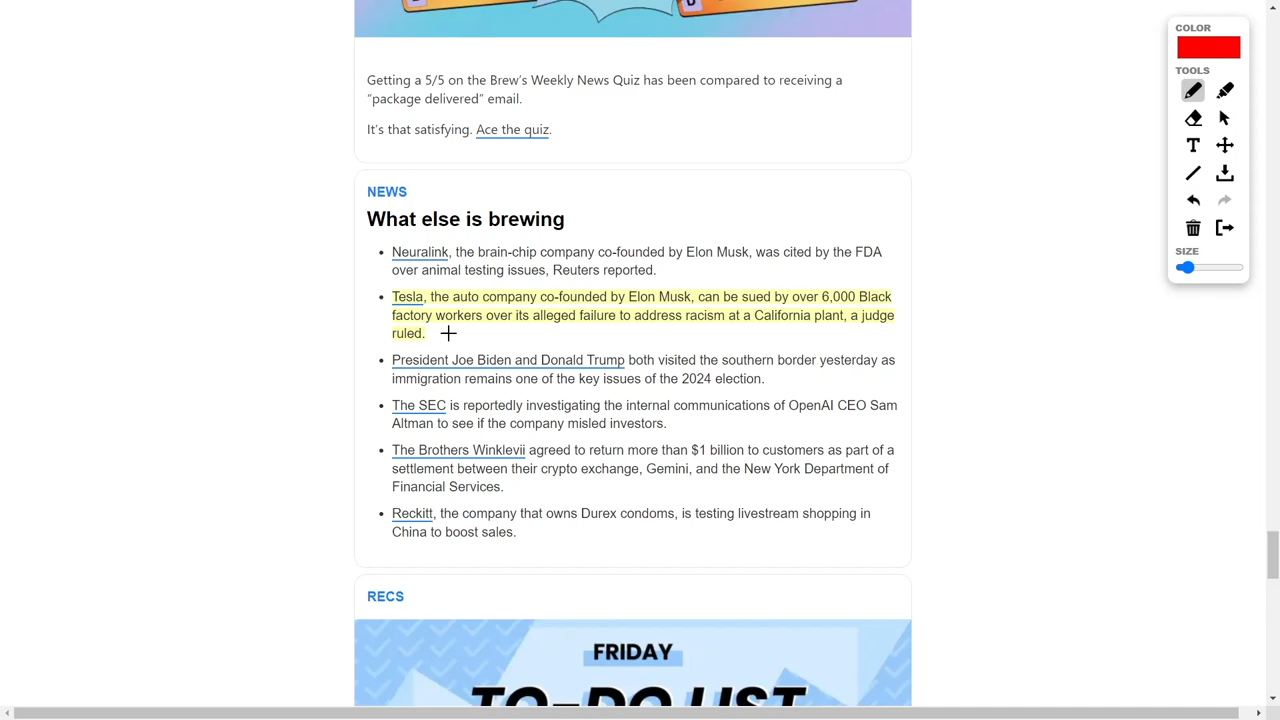 COLOR
TOOLS
SIZE
Getting a 5/5 on the Brew's Weekly News Quiz has been compared to receiving a
“package delivered” email.
It's that satisfying. Ace the quiz.
NEWS
What else is brewing
• Neuralink, the brain-chip company co-founded by Elon Musk, was cited by the FDA
over animal testing issues, Reuters reported.
• Tesla, the auto company co-founded by Elon Musk, can be sued by over 6,000 Black
factory workers over its alleged failure to address racism at a California plant, a judge
ruled.
• President Joe Biden and Donald Trump both visited the southern border yesterday as
immigration remains one of the key issues of the 2024 election.
• The SEC is reportedly investigating the internal communications of OpenAI CEO Sam
Altman to see if the company misled investors.
• The Brothers Winklevii agreed to return more than $1 billion to customers as part of a
settlement between their crypto exchange, Gemini, and the New York Department of
Financial Services.
• Reckitt, the company that owns Durex condoms, is testing livestream shopping in
China to boost sales.
RECS
FRIDAY
TO-DO LIST